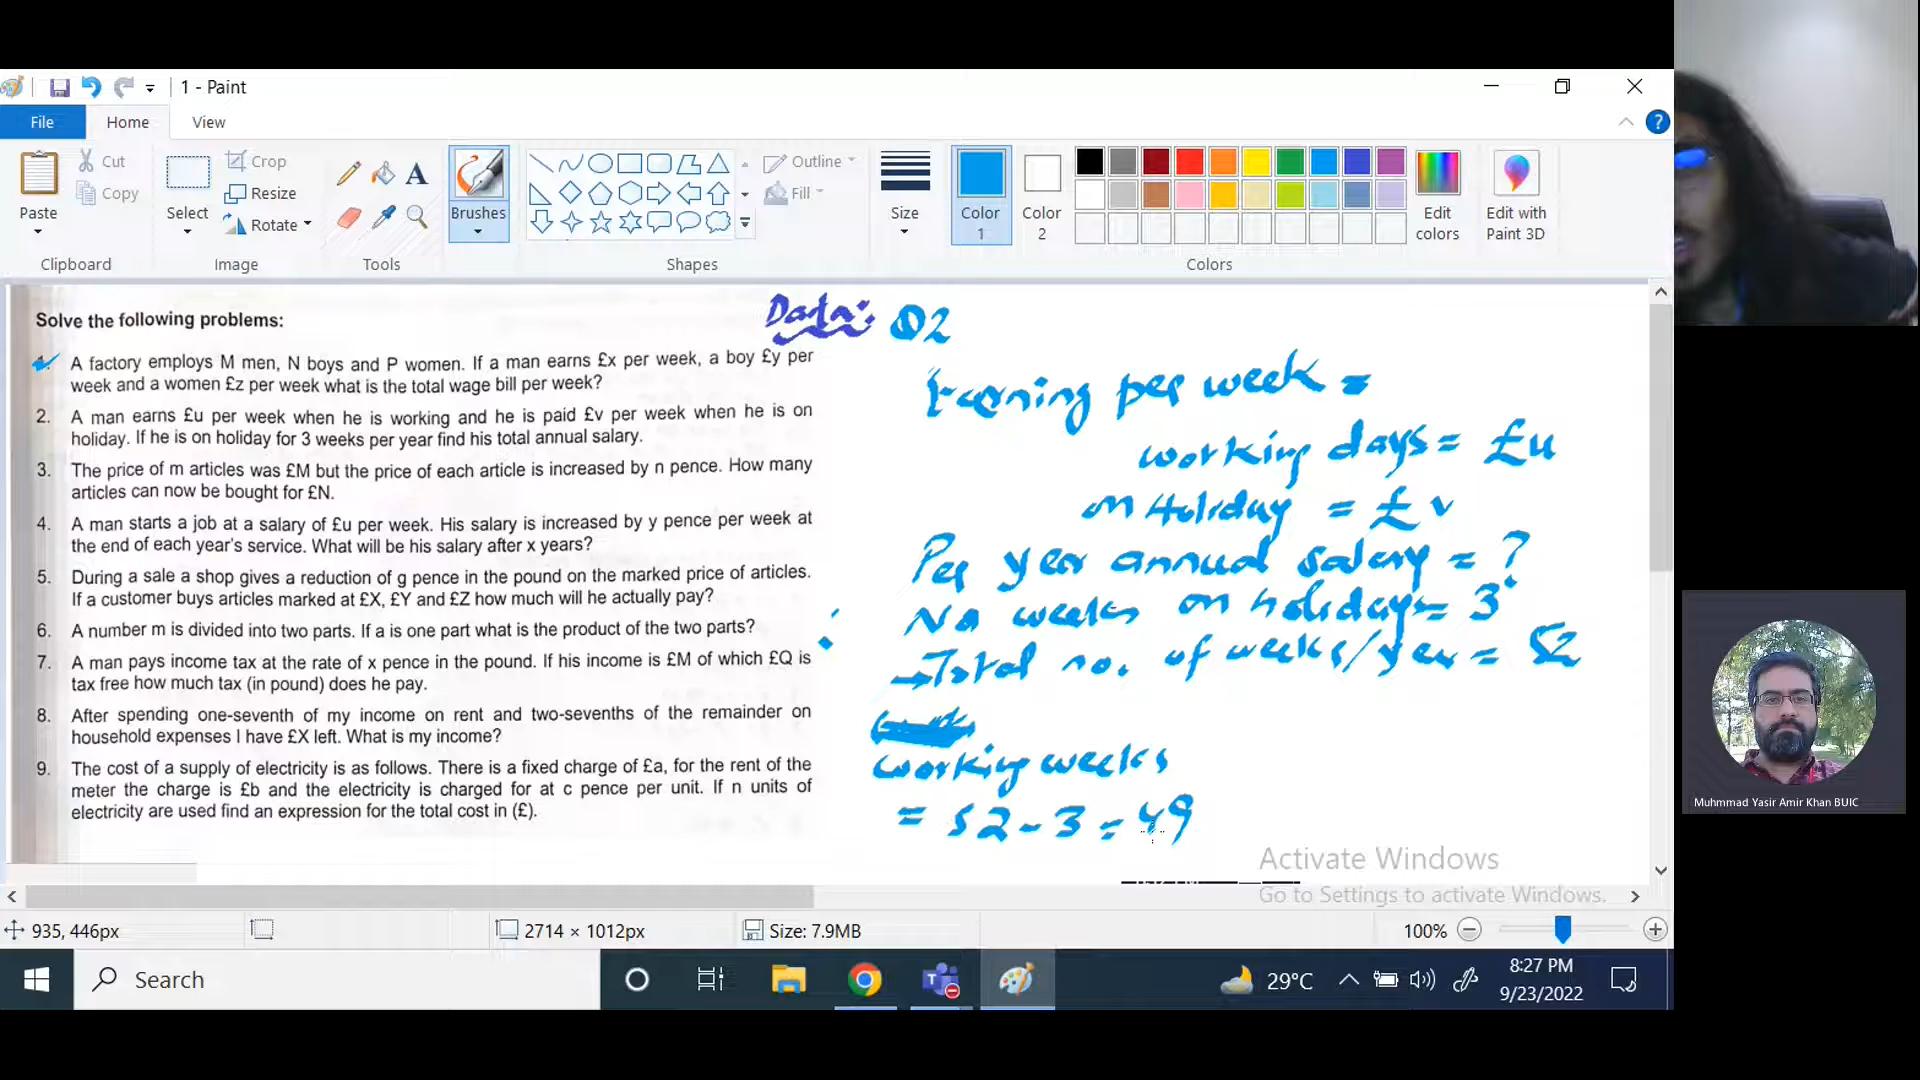 1 - Paint
File
Home
View
Paste
Cut
Copy
Clipboard
Select
Crop
Resize
Rotate
Image
Tools
Brushes
Shapes
Outline
Fill
Size
Color 1
Color 2
Colors
Edit colors
Edit with Paint 3D
Solve the following problems:
1. A factory employs M men, N boys and P women. If a man earns £x per week, a boy £y per
week and a women £z per week what is the total wage bill per week?
2. A man earns £u per week when he is working and he is paid £v per week when he is on
holiday. If he is on holiday for 3 weeks per year find his total annual salary.
3. The price of m articles was £M but the price of each article is increased by n pence. How many
articles can now be bought for £N.
4. A man starts a job at a salary of £u per week. His salary is increased by y pence per week at
the end of each year's service. What will be his salary after x years?
5. During a sale a shop gives a reduction of g pence in the pound on the marked price of articles.
If a customer buys articles marked at £X, £Y and £Z how much will he actually pay?
6. A number m is divided into two parts. If a is one part what is the product of the two parts?
7. A man pays income tax at the rate of x pence in the pound. If his income is £M of which £Q is
tax free how much tax (in pound) does he pay.
8. After spending one-seventh of my income on rent and two-sevenths of the remainder on
household expenses I have £X left. What is my income?
9. The cost of a supply of electricity is as follows. There is a fixed charge of £a, for the rent of the
meter the charge is £b and the electricity is charged for at c pence per unit. If n units of
electricity are used find an expression for the total cost in (£).
Data: Q2
Earning per week =
working days = £u
on Holiday = £v
Per year annual salary = ?
No weeks on holidays = 3
→ Total no. of weeks/year = 52
working weeks
= 52 - 3 = 49
Activate Windows
Go to Settings to activate Windows.
935, 446px
2714 × 1012px
Size: 7.9MB
100%
Search
29°C
8:27 PM
9/23/2022
Muhmmad Yasir Amir Khan BUIC